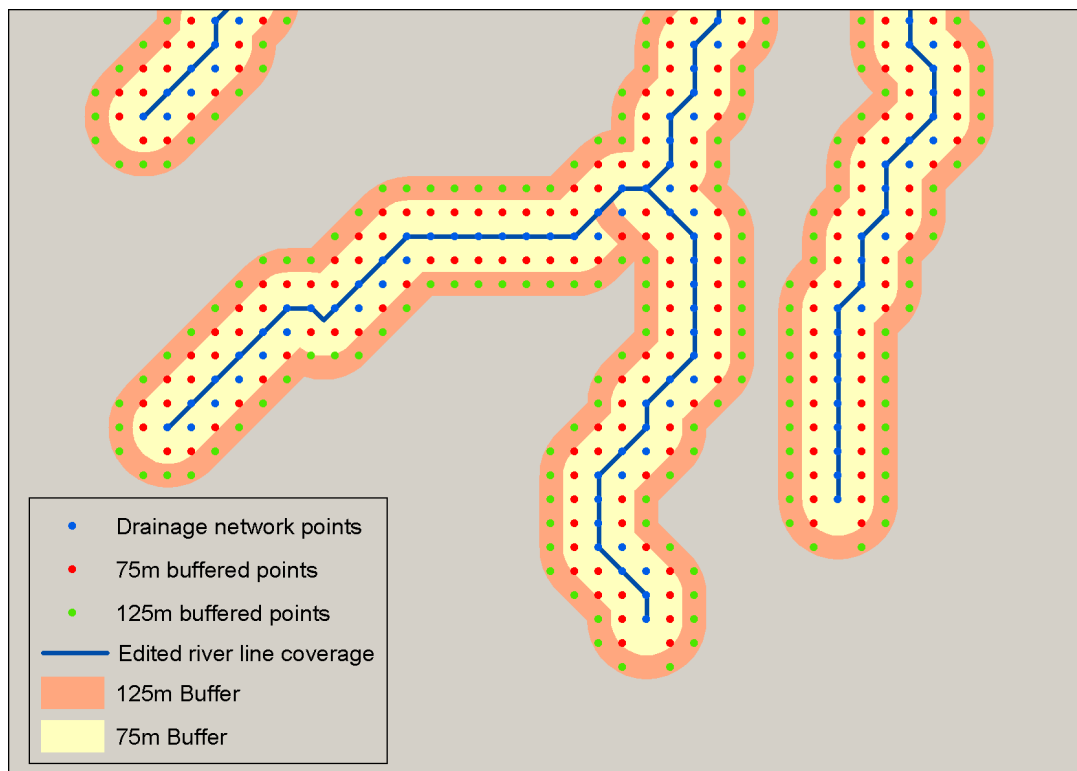 Drainage network points
75m buffered points
125m buffered points
Edited river line coverage
125m Buffer
75m Buffer